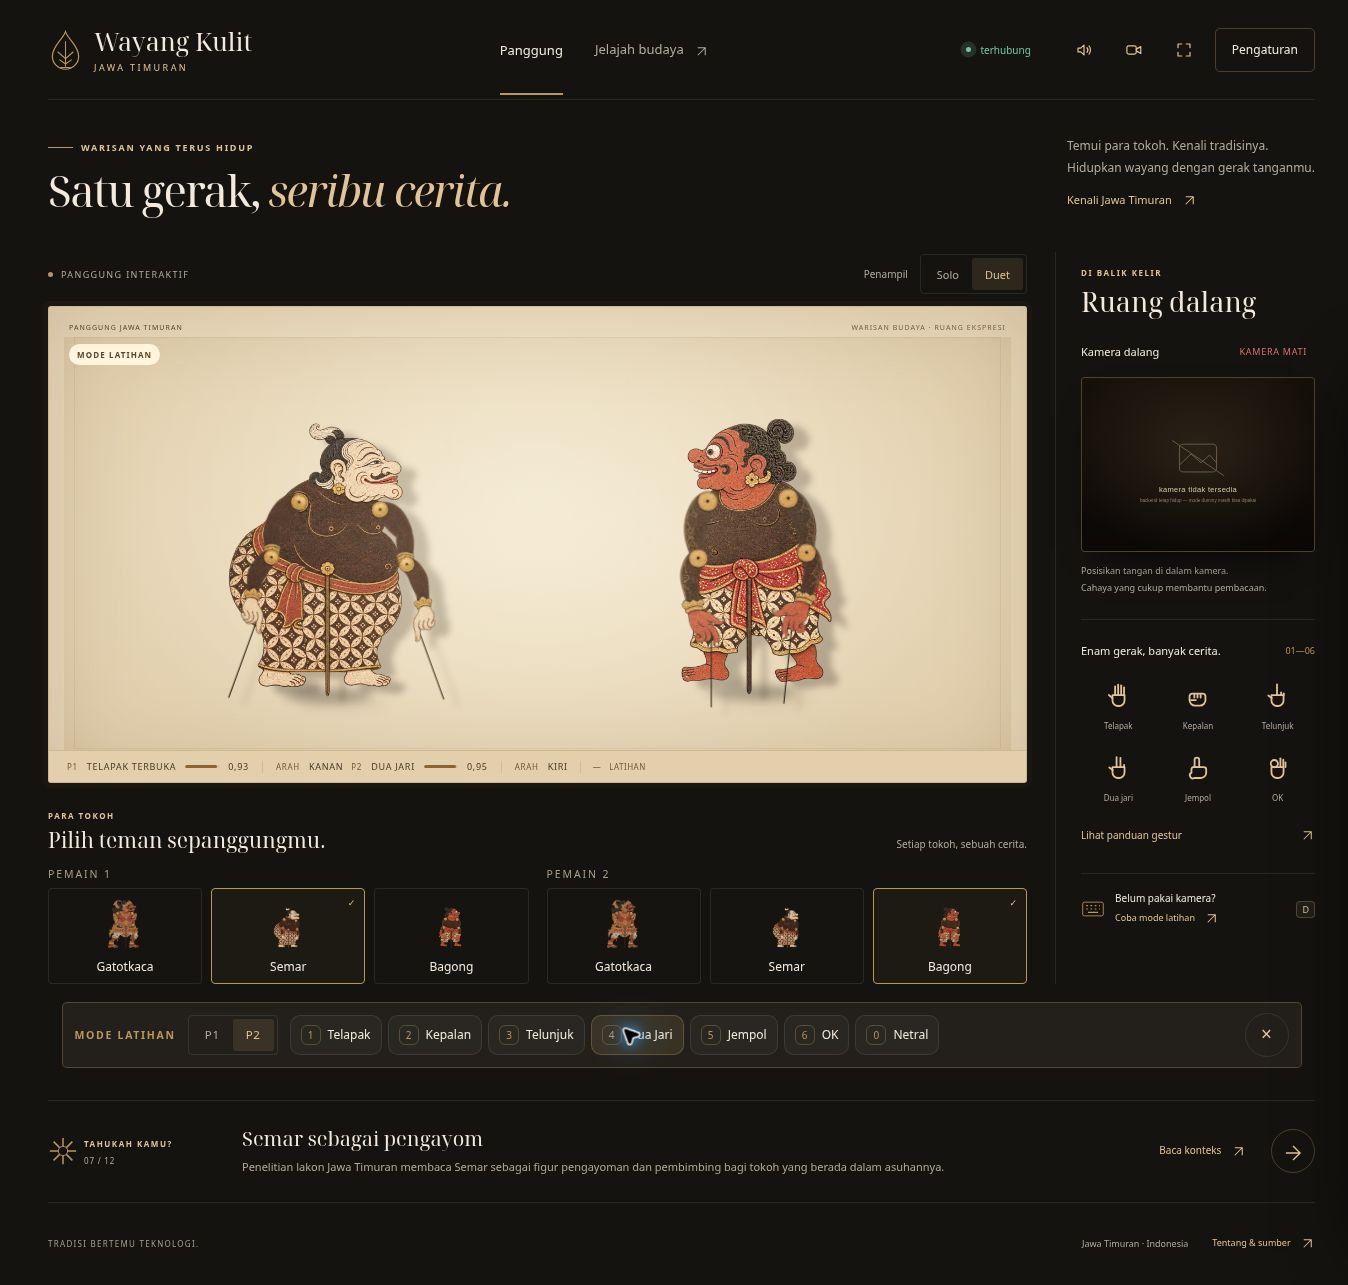 Wayang Kulit
JAWA TIMURAN
Panggung
Jelajah budaya
terhubung
Pengaturan
WARISAN YANG TERUS HIDUP
Satu gerak, seribu cerita.
Temui para tokoh. Kenali tradisinya.
Hidupkan wayang dengan gerak tanganmu.
Kenali Jawa Timuran
PANGGUNG INTERAKTIF
Penampil
Solo
Duet
PANGGUNG JAWA TIMURAN
WARISAN BUDAYA · RUANG EKSPRESI
MODE LATIHAN
P1 TELAPAK TERBUKA 0,93 ARAH KANAN P2 DUA JARI 0,95 ARAH KIRI — LATIHAN
DI BALIK KELIR
Ruang dalang
Kamera dalang
KAMERA MATI
kamera tidak tersedia
backend tetap hidup — mode dummy masih bisa dipakai
Posisikan tangan di dalam kamera.
Cahaya yang cukup membantu pembacaan.
Enam gerak, banyak cerita.
01—06
Telapak
Kepalan
Telunjuk
Dua jari
Jempol
OK
Lihat panduan gestur
Belum pakai kamera?
Coba mode latihan
D
PARA TOKOH
Pilih teman sepanggungmu.
Setiap tokoh, sebuah cerita.
PEMAIN 1
Gatotkaca
Semar
Bagong
PEMAIN 2
Gatotkaca
Semar
Bagong
MODE LATIHAN
P1
P2
1 Telapak
2 Kepalan
3 Telunjuk
4 Jari
5 Jempol
6 OK
0 Netral
TAHUKAH KAMU?
07 / 12
Semar sebagai pengayom
Penelitian lakon Jawa Timuran membaca Semar sebagai figur pengayoman dan pembimbing bagi tokoh yang berada dalam asuhannya.
Baca konteks
TRADISI BERTEMU TEKNOLOGI.
Jawa Timuran · Indonesia
Tentang & sumber